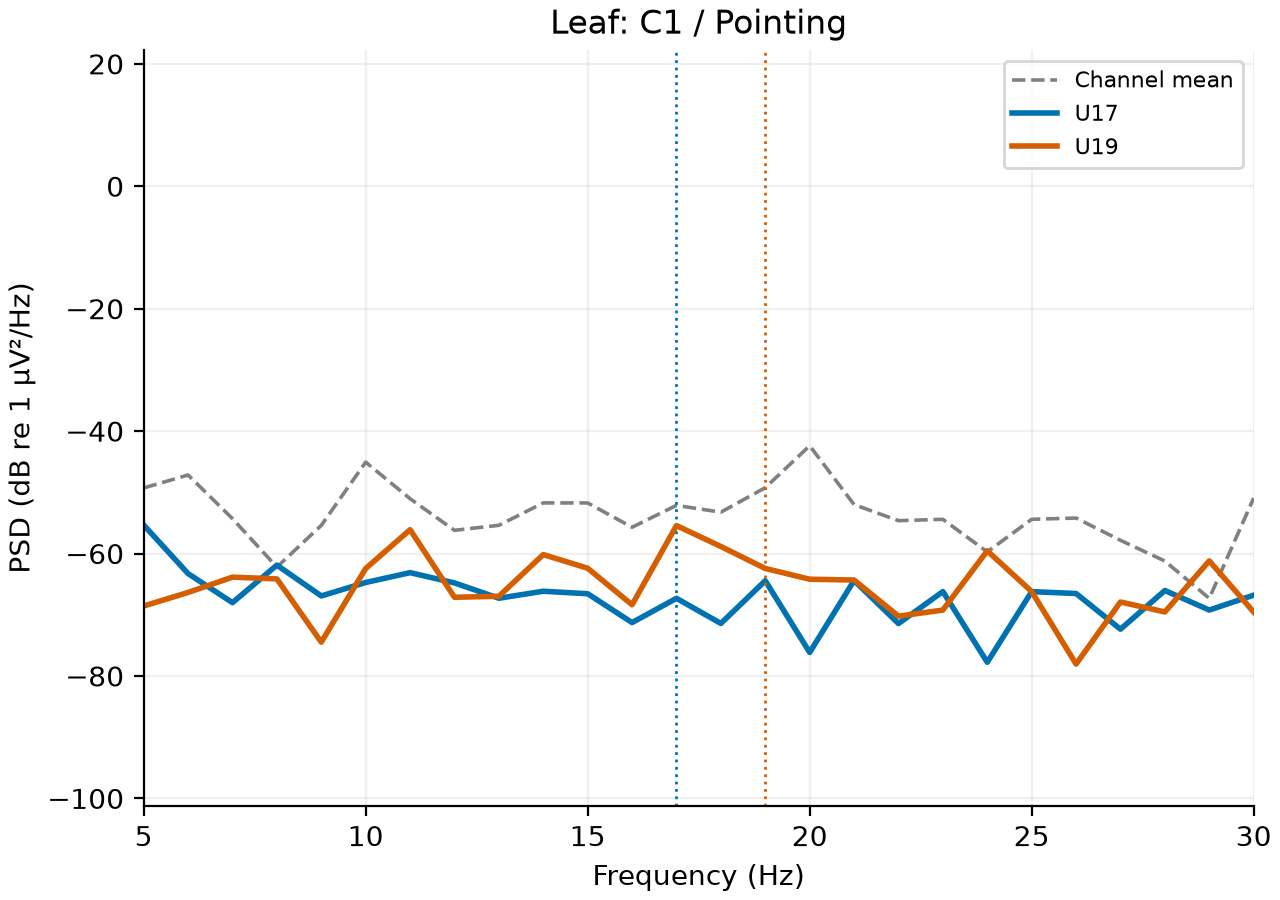 Leaf: C1 / Pointing
Channel mean
U17
U19
PSD (dB re 1 µV²/Hz)
20
0
−20
−40
−60
−80
−100
5 10 15 20 25 30
Frequency (Hz)